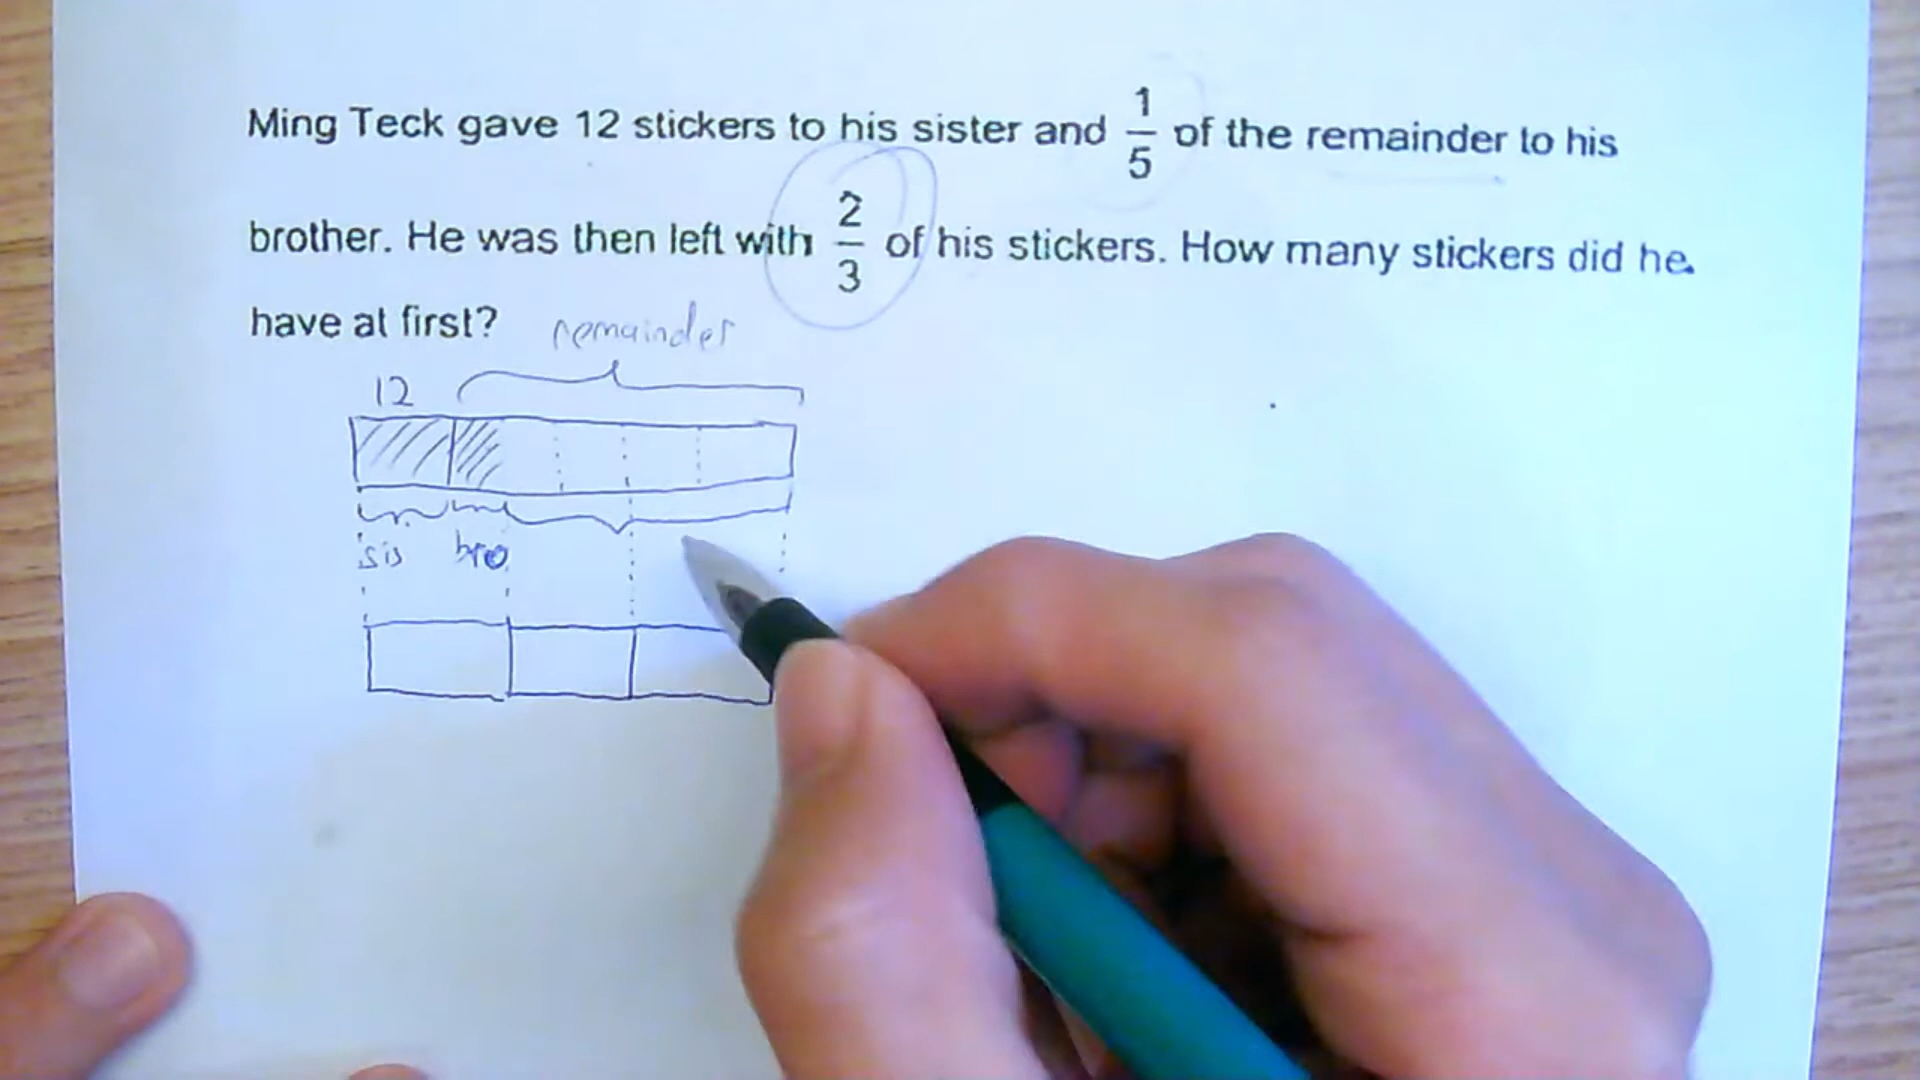 Ming Teck gave 12 stickers to his sister and 1/5 of the remainder to his
brother. He was then left with 2/3 of his stickers. How many stickers did he
have at first?
remainder
12
sis bro